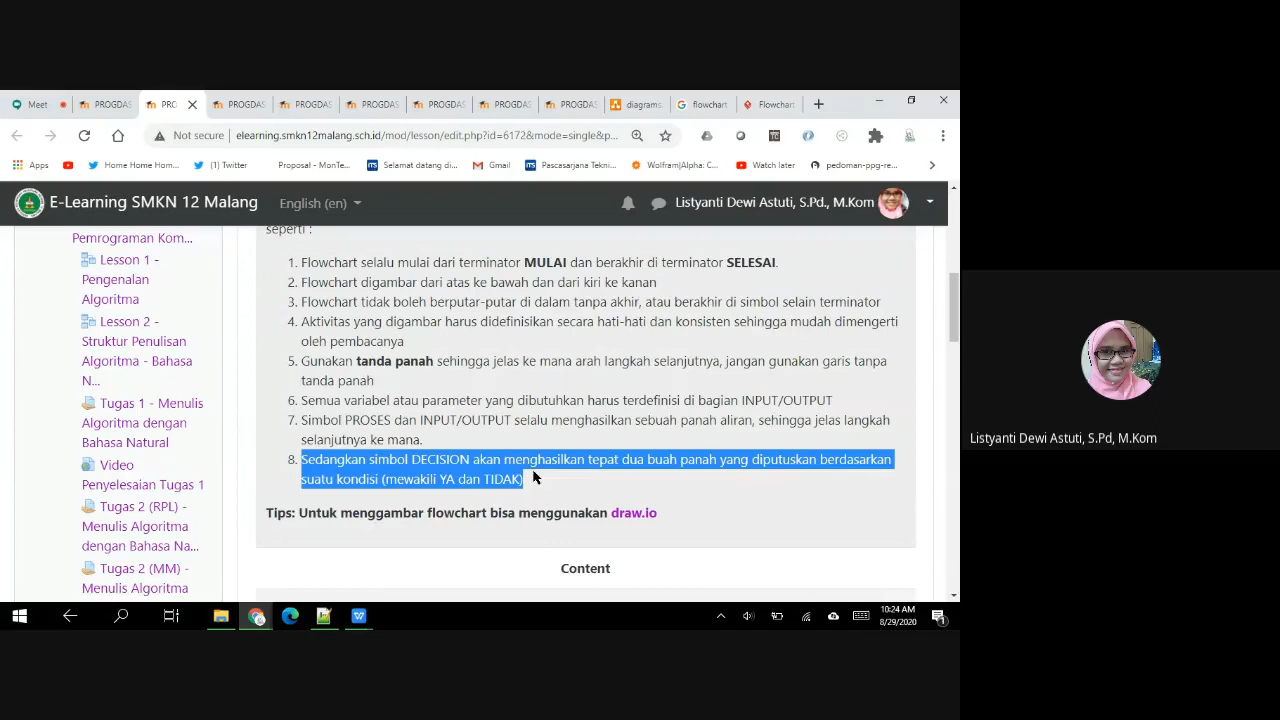 Meet
PROGDAS
PRO
PROGDAS
PROGDAS
PROGDAS
PROGDAS
PROGDAS
PROGDAS
diagrams.
flowchart
Flowchart
Not secure
elearning.smkn12malang.sch.id/mod/lesson/edit.php?id=6172&mode=single&p...
Apps
Home Home Hom...
(1) Twitter
Proposal - MonTe...
Selamat datang di...
Gmail
Pascasarjana Tekni...
Wolfram|Alpha: C...
Watch later
pedoman-ppg-re...
E-Learning SMKN 12 Malang
English (en)
Listyanti Dewi Astuti, S.Pd., M.Kom
Pemrograman Kom...
Lesson 1 -
Pengenalan
Algoritma
Lesson 2 -
Struktur Penulisan
Algoritma - Bahasa
N...
Tugas 1 - Menulis
Algoritma dengan
Bahasa Natural
Video
Penyelesaian Tugas 1
Tugas 2 (RPL) -
Menulis Algoritma
dengan Bahasa Na...
Tugas 2 (MM) -
Menulis Algoritma
seperti :
1. Flowchart selalu mulai dari terminator MULAI dan berakhir di terminator SELESAI.
2. Flowchart digambar dari atas ke bawah dan dari kiri ke kanan
3. Flowchart tidak boleh berputar-putar di dalam tanpa akhir, atau berakhir di simbol selain terminator
4. Aktivitas yang digambar harus didefinisikan secara hati-hati dan konsisten sehingga mudah dimengerti
oleh pembacanya
5. Gunakan tanda panah sehingga jelas ke mana arah langkah selanjutnya, jangan gunakan garis tanpa
tanda panah
6. Semua variabel atau parameter yang dibutuhkan harus terdefinisi di bagian INPUT/OUTPUT
7. Simbol PROSES dan INPUT/OUTPUT selalu menghasilkan sebuah panah aliran, sehingga jelas langkah
selanjutnya ke mana.
8. Sedangkan simbol DECISION akan menghasilkan tepat dua buah panah yang diputuskan berdasarkan
suatu kondisi (mewakili YA dan TIDAK)
Tips: Untuk menggambar flowchart bisa menggunakan draw.io
Content
10:24 AM
8/29/2020
Listyanti Dewi Astuti, S.Pd, M.Kom